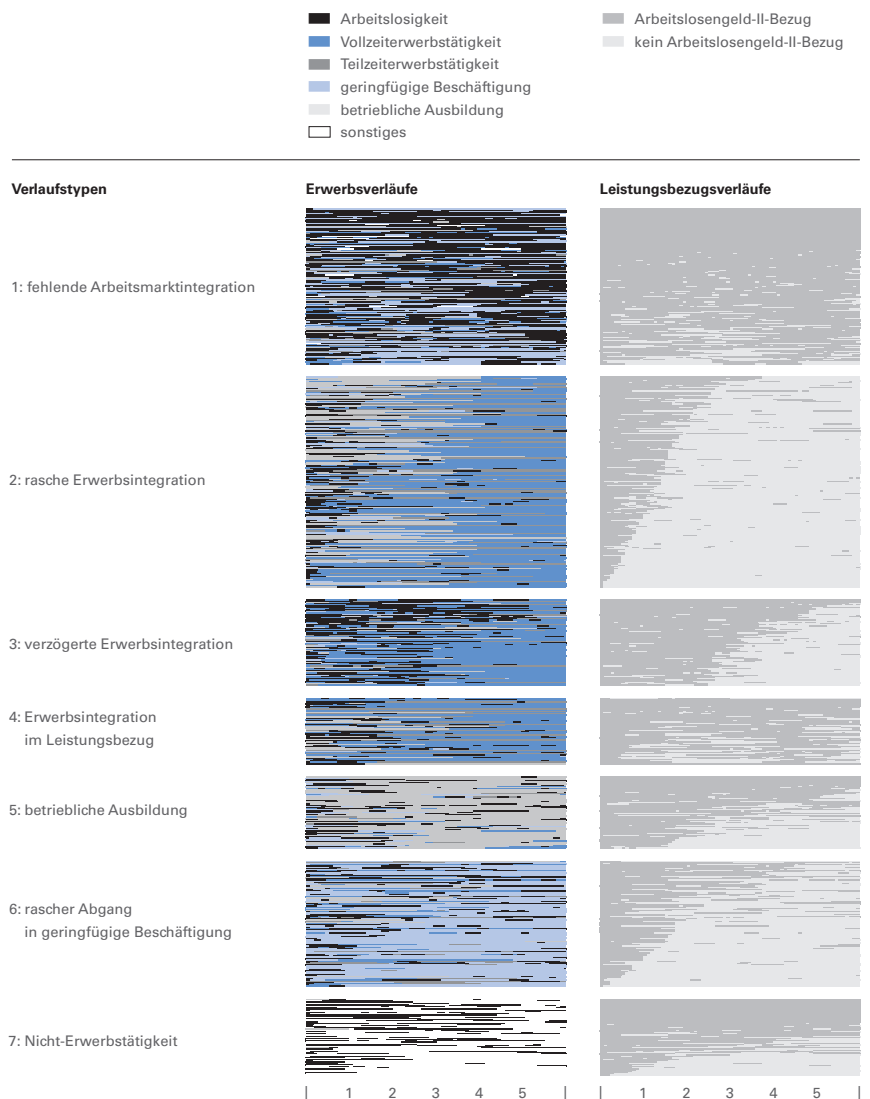 Arbeitslosigkeit
Vollzeiterwerbstätigkeit
Teilzeiterwerbstätigkeit
geringfügige Beschäftigung
betriebliche Ausbildung
sonstiges
Arbeitslosengeld-II-Bezug
kein Arbeitslosengeld-II-Bezug
Verlaufstypen
Erwerbsverläufe
Leistungsbezugsverläufe
1: fehlende Arbeitsmarktintegration
2: rasche Erwerbsintegration
3: verzögerte Erwerbsintegration
4: Erwerbsintegration
im Leistungsbezug
5: betriebliche Ausbildung
6: rascher Abgang
in geringfügige Beschäftigung
7: Nicht-Erwerbstätigkeit
1 2 3 4 5
1 2 3 4 5